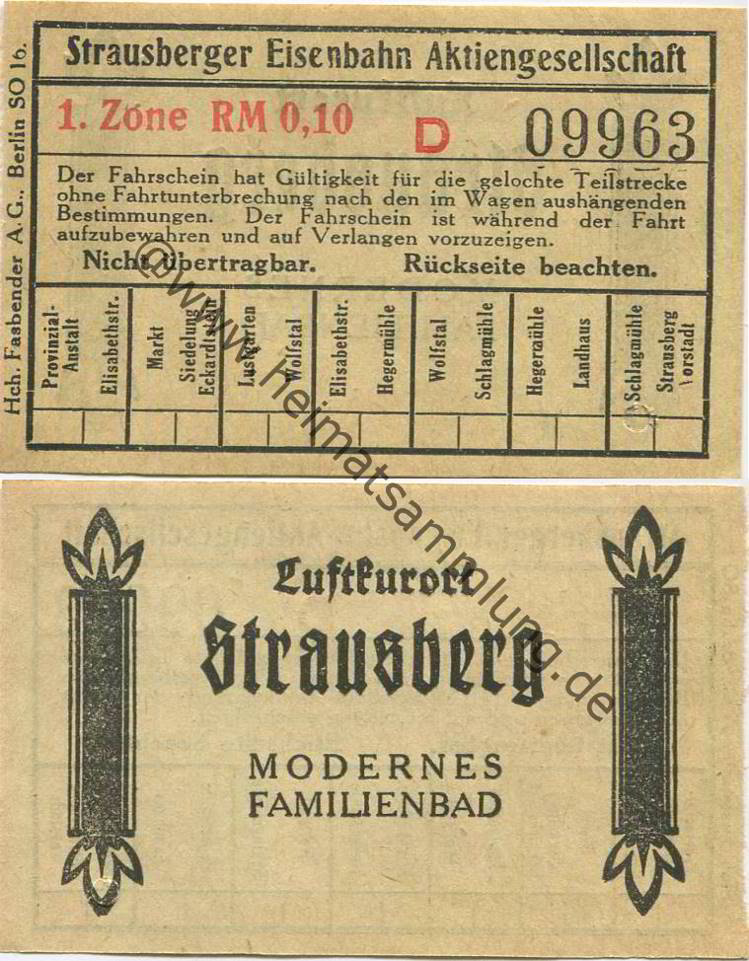 Strausberger Eisenbahn Aktiengesellschaft
1. Zone RM 0,10 D 09963
Der Fahrschein hat Gültigkeit für die gelochte Teilstrecke
ohne Fahrtunterbrechung nach den im Wagen aushängenden
Bestimmungen. Der Fahrschein ist während der Fahrt
aufzubewahren und auf Verlangen vorzuzeigen.
Nicht übertragbar. Rückseite beachten.
Provinzial-
Anstalt
Elisabethstr.
Markt
Siedelung
Eckardtstein
Lustgarten
Wolfstal
Elisabethstr.
Hegermühle
Wolfstal
Schlagmühle
Hegermühle
Landhaus
Schlagmühle
Strausberg
Vorstadt
Hch. Fasbender A.G., Berlin SO 16.
Luftkurort
Strausberg
MODERNES
FAMILIENBAD
©www.heimatsammlung.de